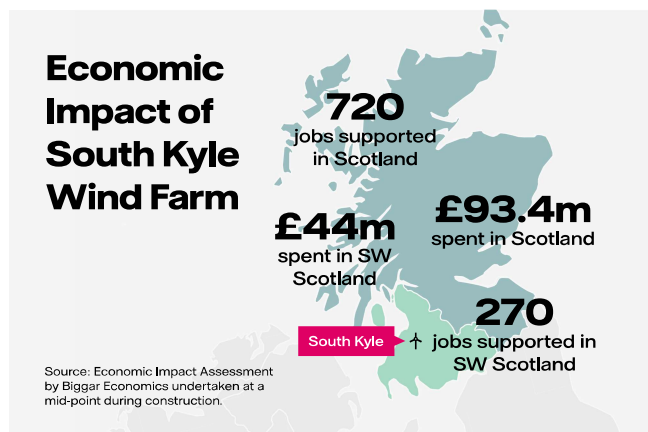 Economic
Impact of
South Kyle
Wind Farm
720
jobs supported
in Scotland
£44m
spent in SW
Scotland
£93.4m
spent in Scotland
270
jobs supported in
SW Scotland
South Kyle
Source: Economic Impact Assessment
by Biggar Economics undertaken at a
mid-point during construction.